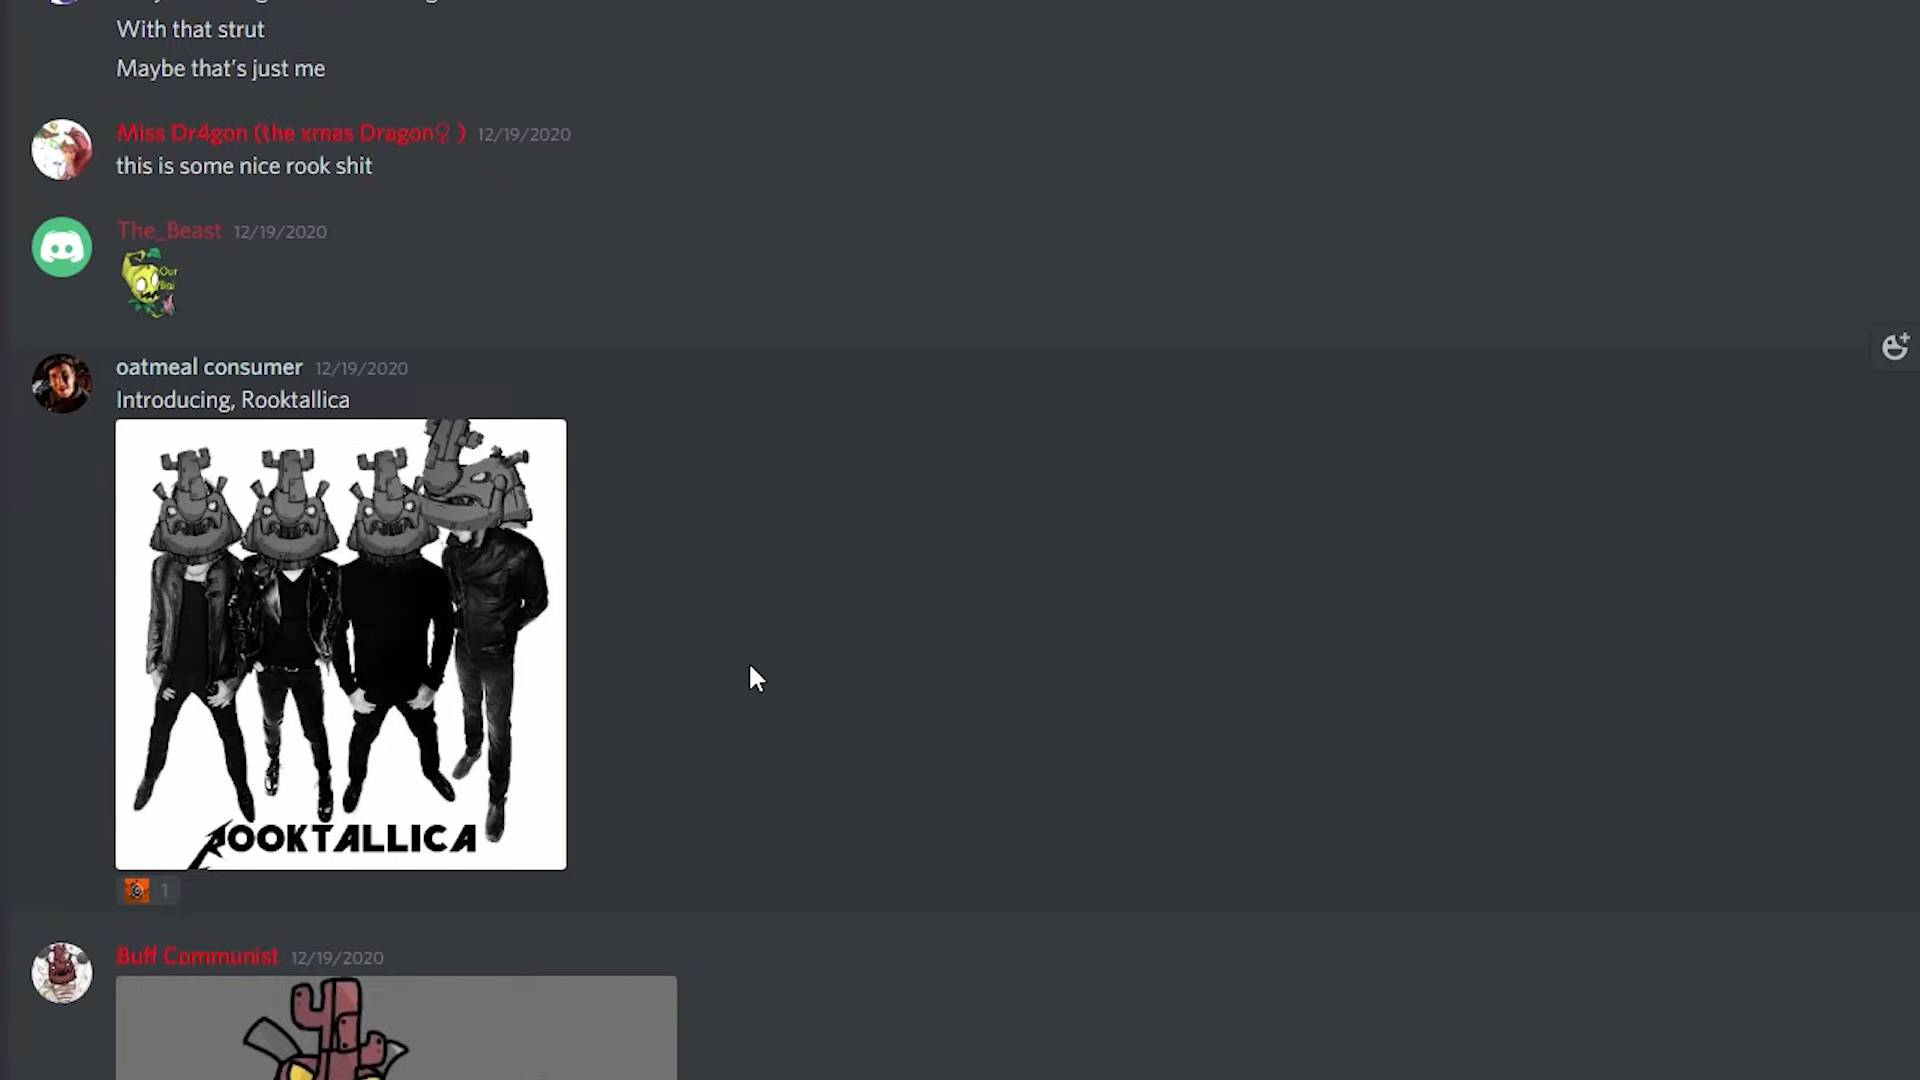 With that strut
Maybe that's just me
Miss Dr4gon (the xmas Dragon♀ ) 12/19/2020
this is some nice rook shit
The_Beast 12/19/2020
Our
Boi
oatmeal consumer 12/19/2020
Introducing, Rooktallica
ROOKTALLICA
1
Buff Communist 12/19/2020